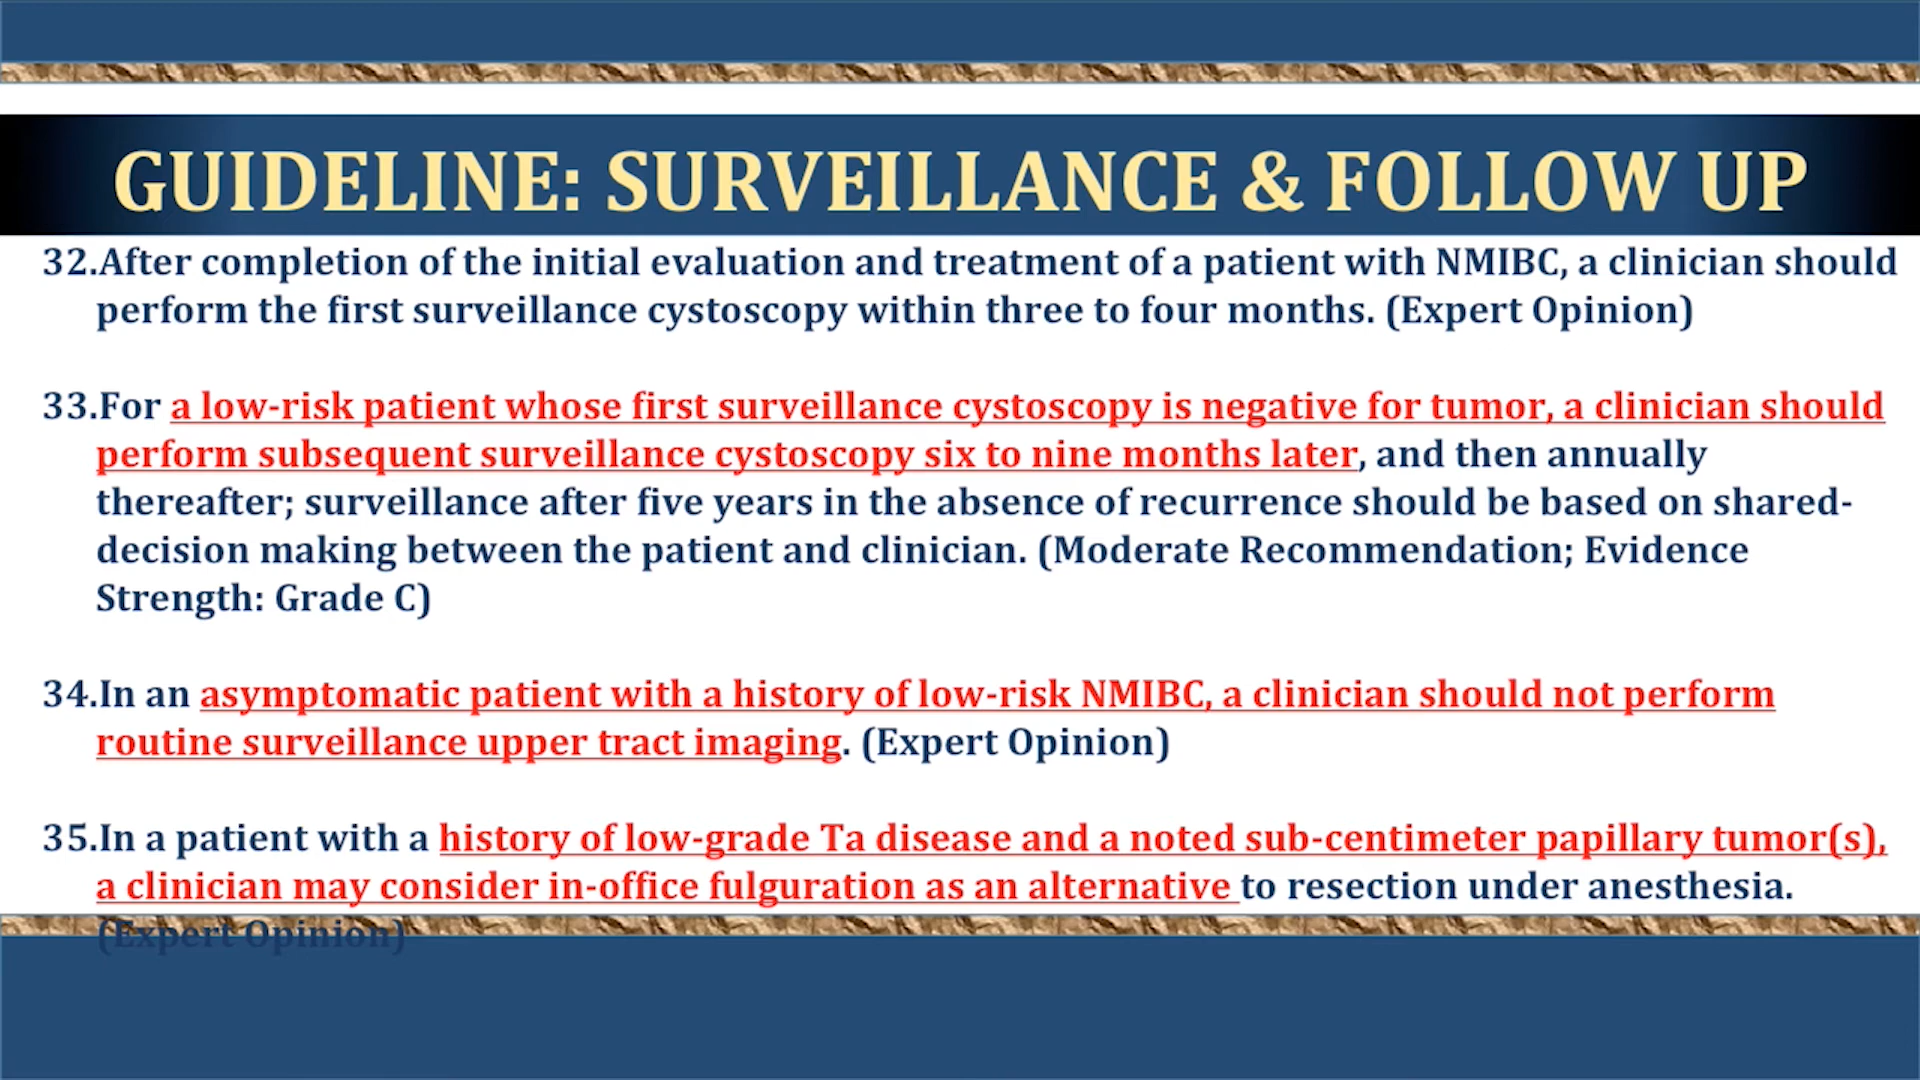 GUIDELINE: SURVEILLANCE & FOLLOW UP
32.After completion of the initial evaluation and treatment of a patient with NMIBC, a clinician should
perform the first surveillance cystoscopy within three to four months. (Expert Opinion)
33.For a low-risk patient whose first surveillance cystoscopy is negative for tumor, a clinician should
perform subsequent surveillance cystoscopy six to nine months later, and then annually
thereafter; surveillance after five years in the absence of recurrence should be based on shared-
decision making between the patient and clinician. (Moderate Recommendation; Evidence
Strength: Grade C)
34.In an asymptomatic patient with a history of low-risk NMIBC, a clinician should not perform
routine surveillance upper tract imaging. (Expert Opinion)
35.In a patient with a history of low-grade Ta disease and a noted sub-centimeter papillary tumor(s),
a clinician may consider in-office fulguration as an alternative to resection under anesthesia.
(Expert Opinion)